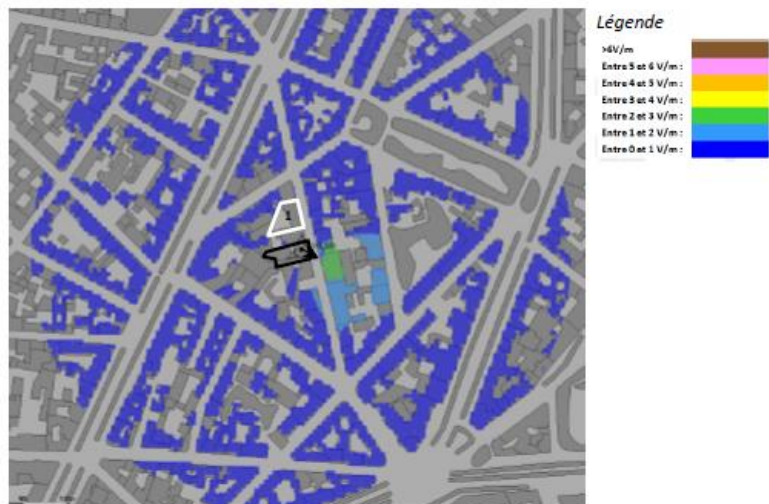 Légende
>6V/m
Entre 5 et 6 V/m :
Entre 4 et 5 V/m :
Entre 3 et 4 V/m :
Entre 2 et 3 V/m :
Entre 1 et 2 V/m :
Entre 0 et 1 V/m :
1